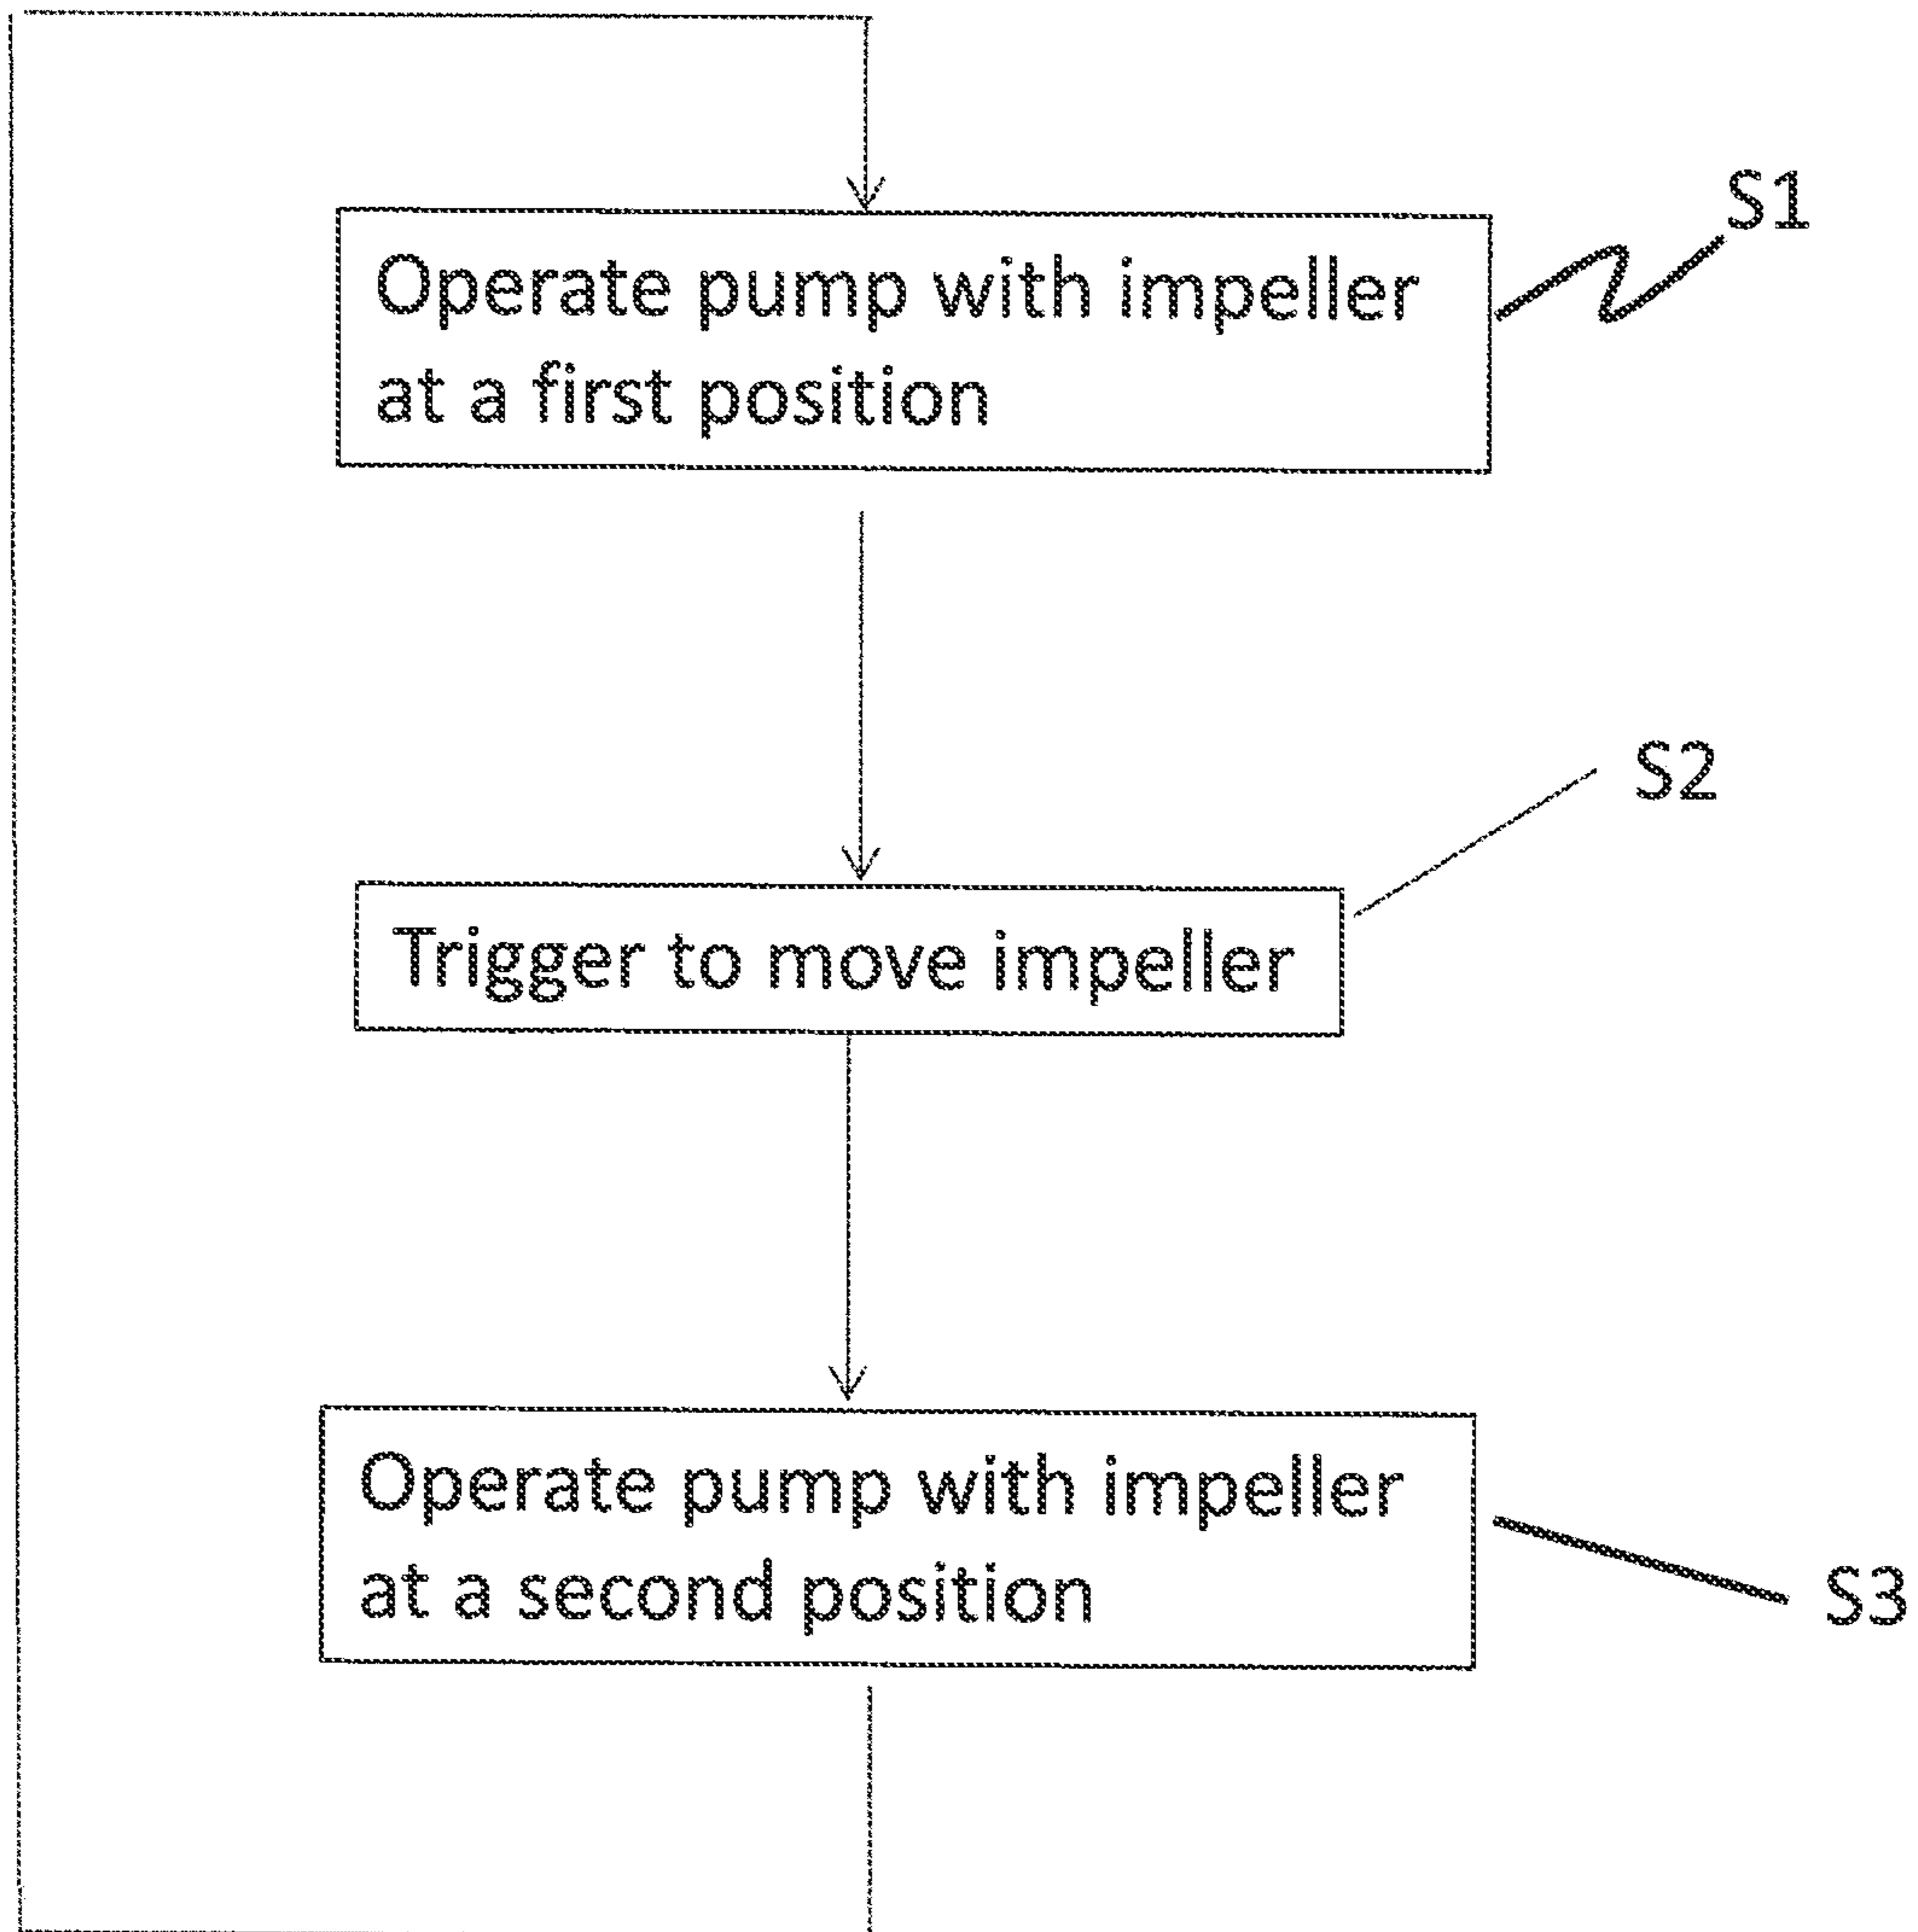 S1
Operate pump with impeller
at a first position
S2
Trigger to move impeller
Operate pump with impeller
at a second position
S3